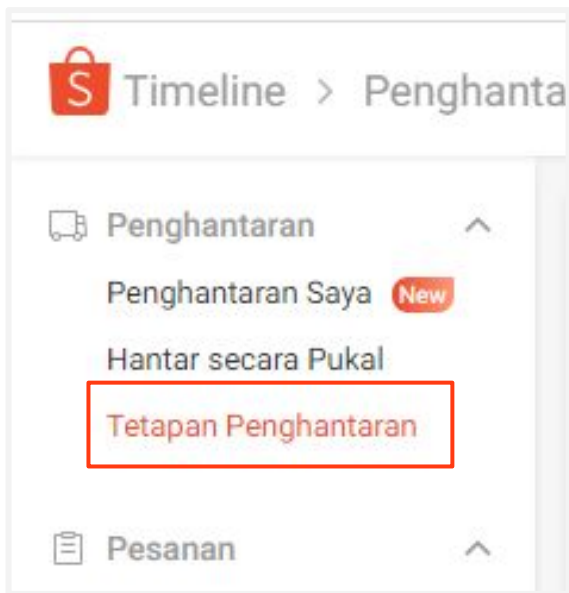 S Timeline > Penghanta
Penghantaran
Penghantaran Saya New
Hantar secara Pukal
Tetapan Penghantaran
Pesanan